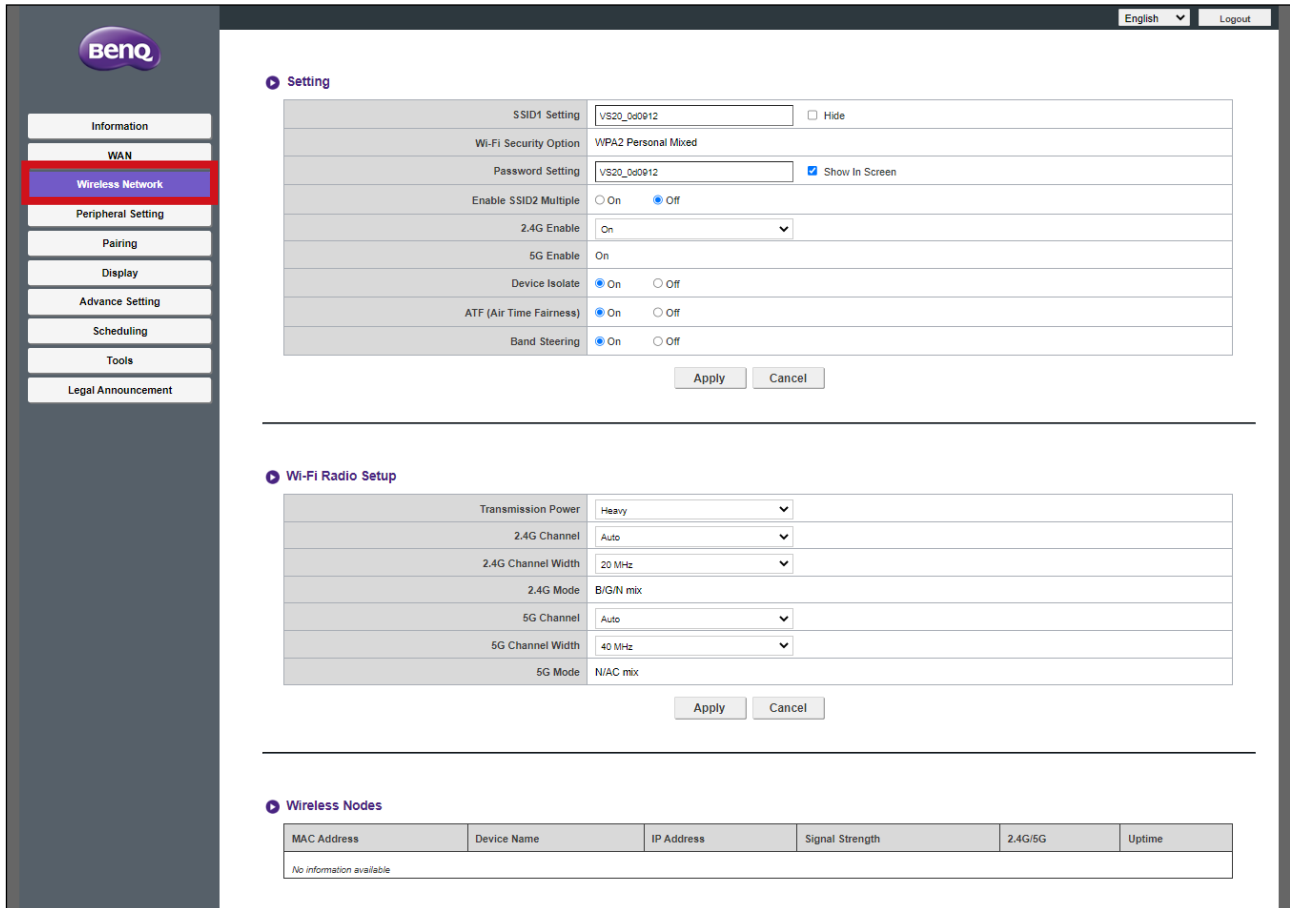 English Logout
BenQ
Information
WAN
Wireless Network
Peripheral Setting
Pairing
Display
Advance Setting
Scheduling
Tools
Legal Announcement
Setting
SSID1 Setting VS20_0d0912 Hide
Wi-Fi Security Option WPA2 Personal Mixed
Password Setting VS20_0d0912 Show In Screen
Enable SSID2 Multiple On Off
2.4G Enable On
5G Enable On
Device Isolate On Off
ATF (Air Time Fairness) On Off
Band Steering On Off
Apply Cancel
Wi-Fi Radio Setup
Transmission Power Heavy
2.4G Channel Auto
2.4G Channel Width 20 MHz
2.4G Mode B/G/N mix
5G Channel Auto
5G Channel Width 40 MHz
5G Mode N/AC mix
Apply Cancel
Wireless Nodes
MAC Address Device Name IP Address Signal Strength 2.4G/5G Uptime
No information available